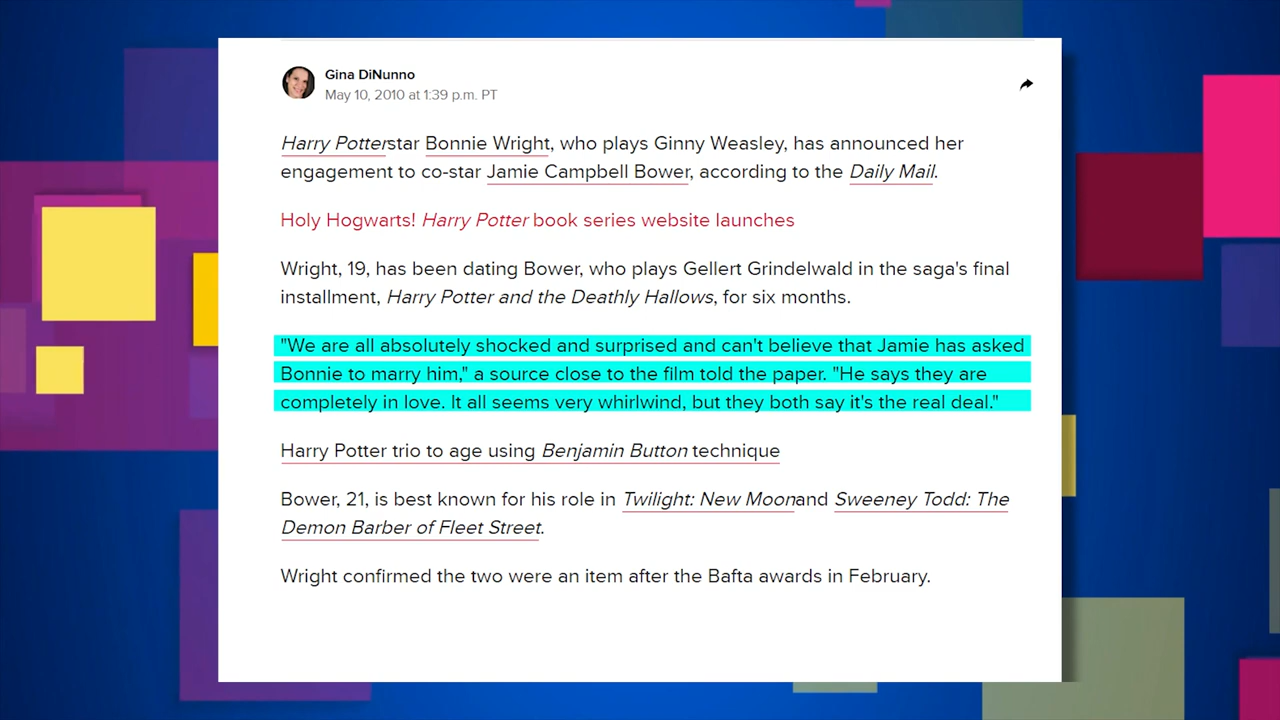 Gina DiNunno
May 10, 2010 at 1:39 p.m. PT
Harry Potterstar Bonnie Wright, who plays Ginny Weasley, has announced her
engagement to co-star Jamie Campbell Bower, according to the Daily Mail.
Holy Hogwarts! Harry Potter book series website launches
Wright, 19, has been dating Bower, who plays Gellert Grindelwald in the saga's final
installment, Harry Potter and the Deathly Hallows, for six months.
"We are all absolutely shocked and surprised and can't believe that Jamie has asked
Bonnie to marry him," a source close to the film told the paper. "He says they are
completely in love. It all seems very whirlwind, but they both say it's the real deal."
Harry Potter trio to age using Benjamin Button technique
Bower, 21, is best known for his role in Twilight: New Moonand Sweeney Todd: The
Demon Barber of Fleet Street.
Wright confirmed the two were an item after the Bafta awards in February.